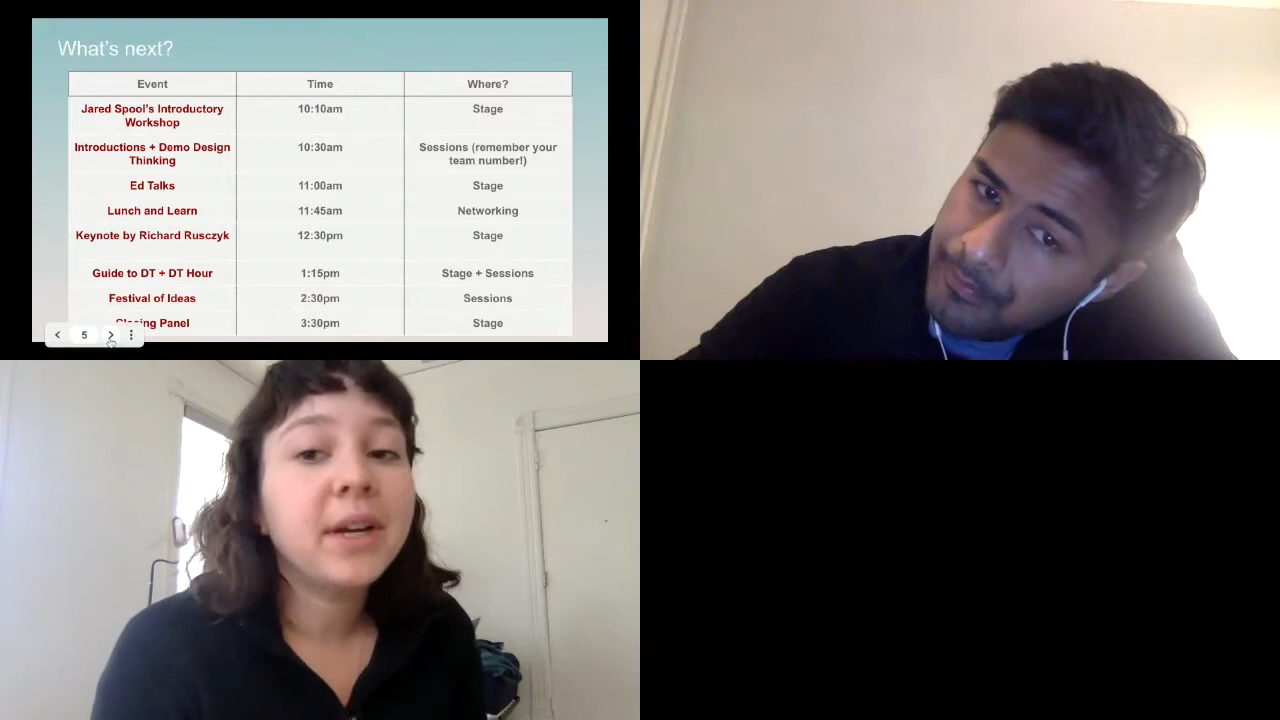 What's next?
Event Time Where?
Jared Spool's Introductory 10:10am Stage
Workshop
Introductions + Demo Design 10:30am Sessions (remember your
Thinking team number!)
Ed Talks 11:00am Stage
Lunch and Learn 11:45am Networking
Keynote by Richard Rusczyk 12:30pm Stage
Guide to DT + DT Hour 1:15pm Stage + Sessions
Festival of Ideas 2:30pm Sessions
Closing Panel 3:30pm Stage
5